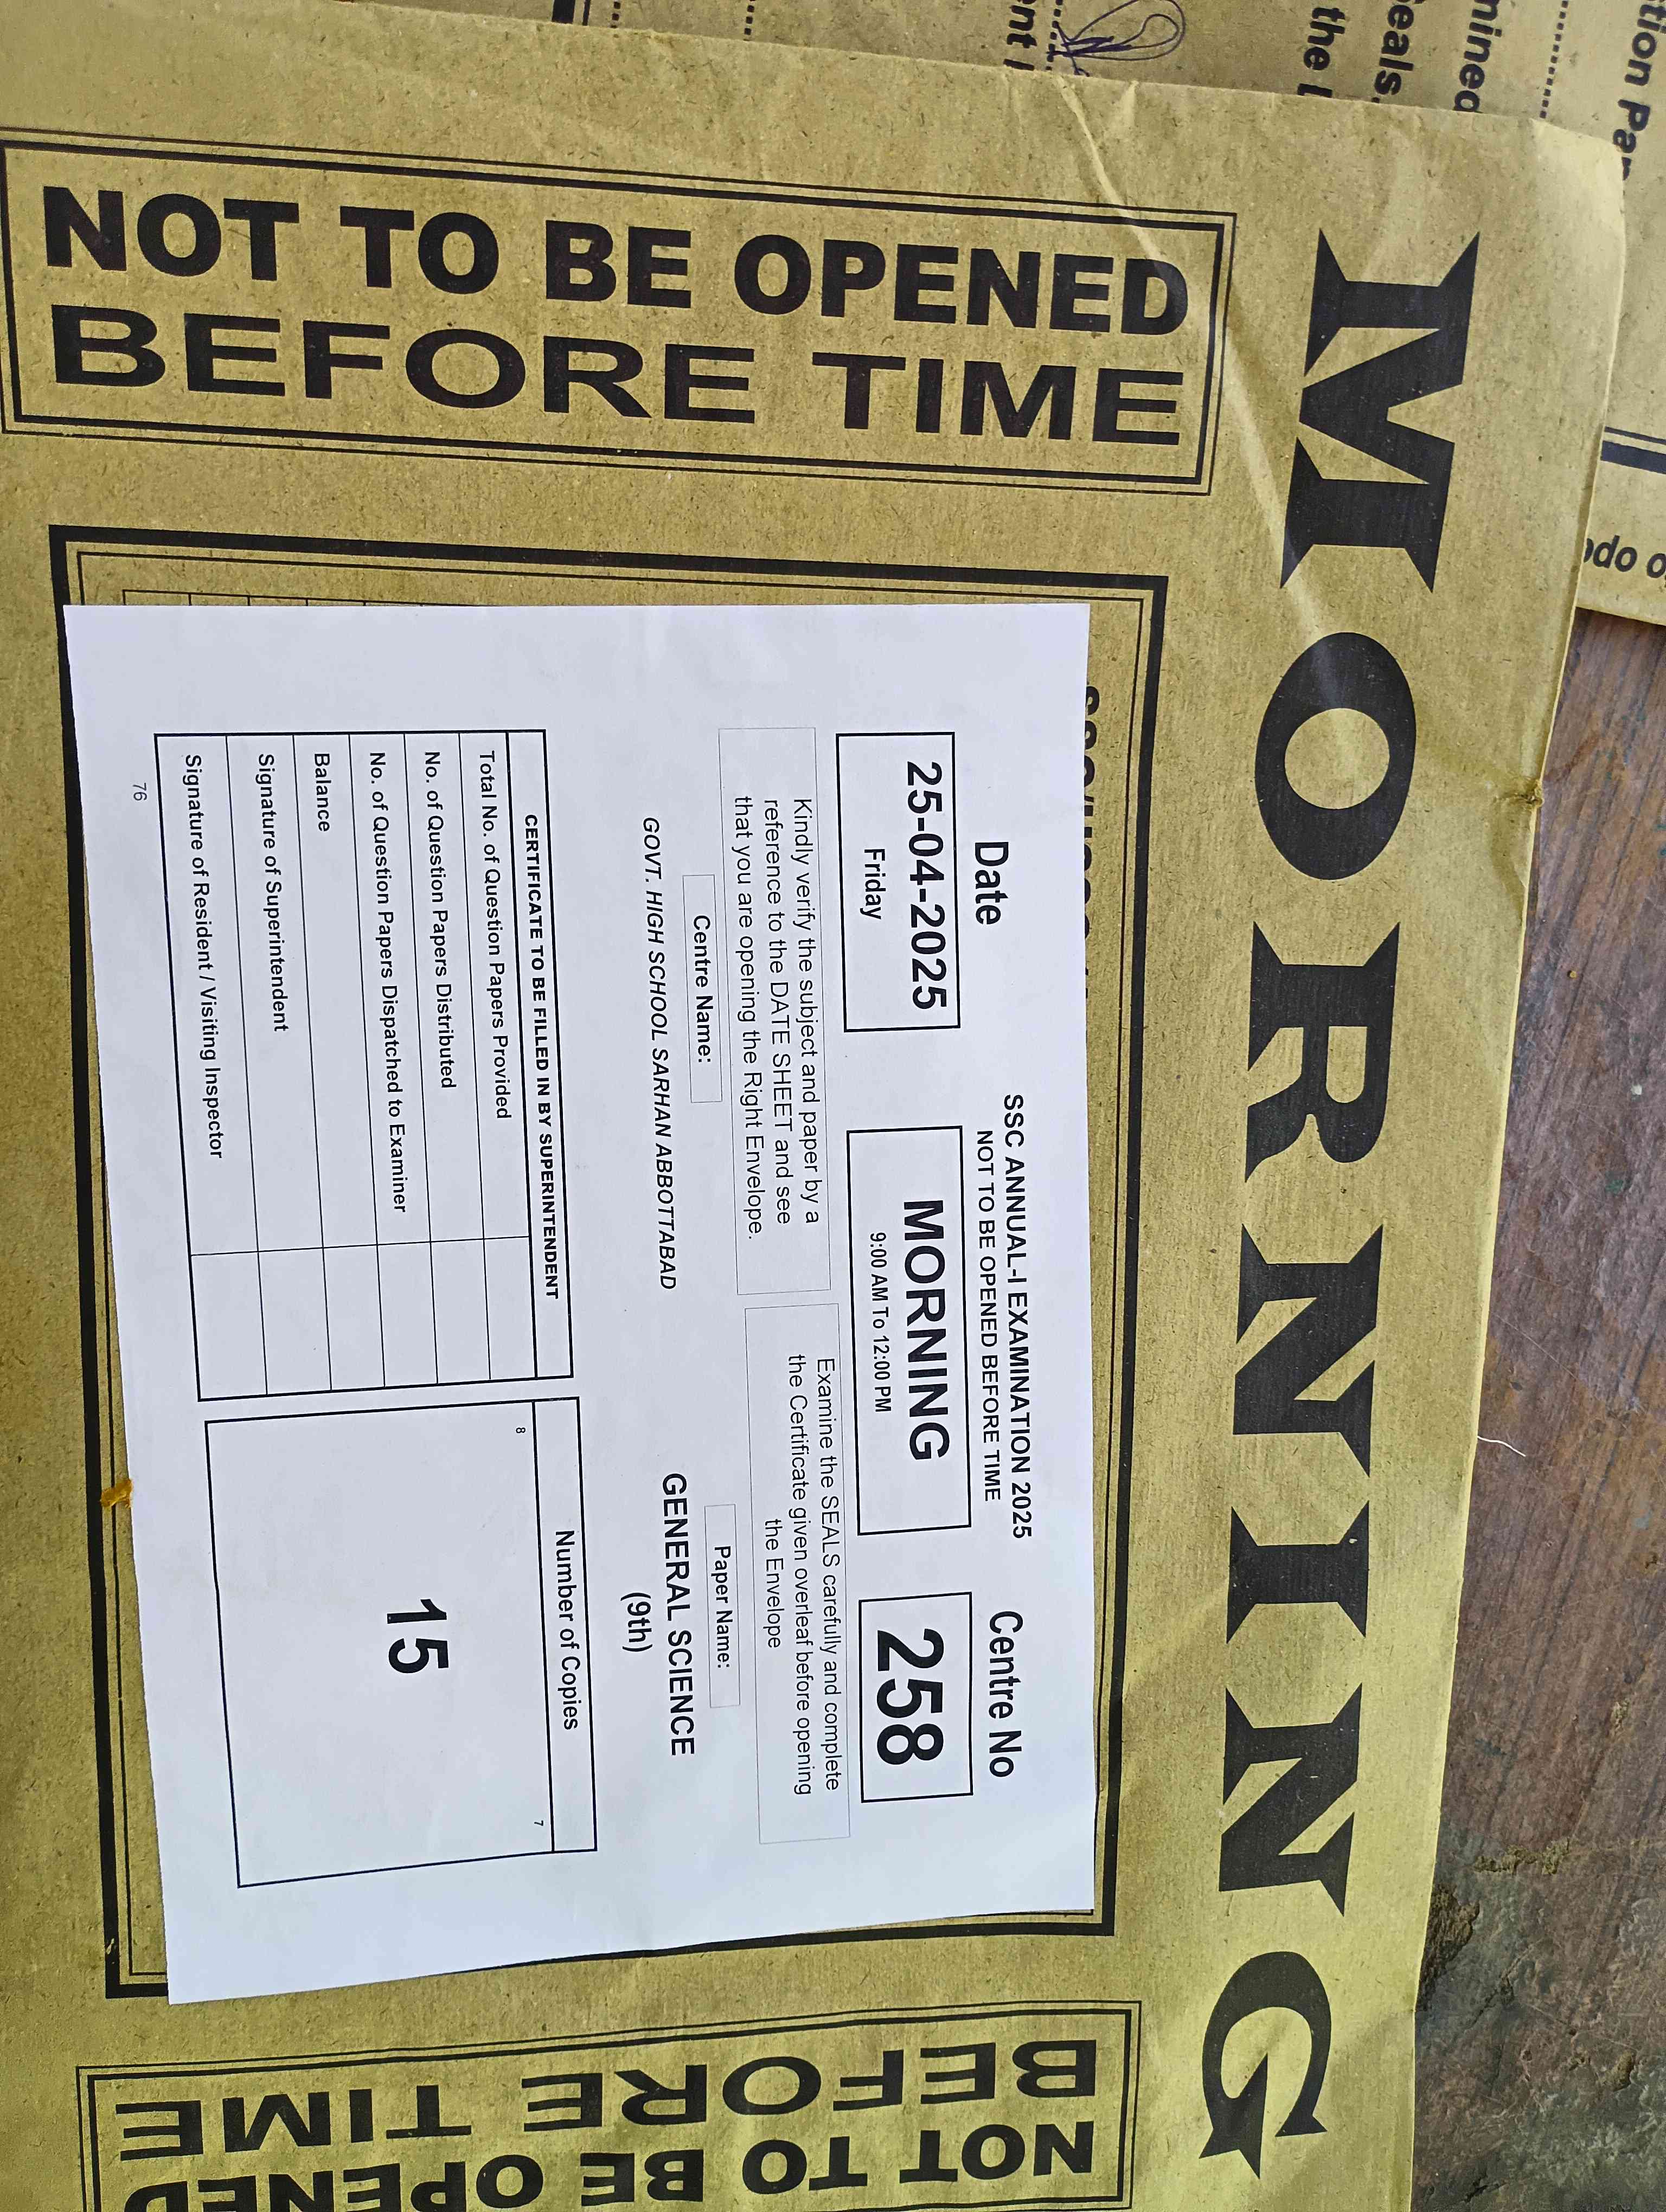 MORNING
NOT TO BE OPENED
BEFORE TIME
SSC ANNUAL-I EXAMINATION 2025
NOT TO BE OPENED BEFORE TIME
Date
25-04-2025
Friday
MORNING
9:00 AM To 12:00 PM
Centre No
258
Kindly verify the subject and paper by a
reference to the DATE SHEET and see
that you are opening the Right Envelope.
Examine the SEALS carefully and complete
the Certificate given overleaf before opening
the Envelope
Centre Name:
GOVT. HIGH SCHOOL SARHAN ABBOTTABAD
Paper Name:
GENERAL SCIENCE
(9th)
CERTIFICATE TO BE FILLED IN BY SUPERINTENDENT
Total No. of Question Papers Provided
No. of Question Papers Distributed
No. of Question Papers Dispatched to Examiner
Balance
Signature of Superintendent
Signature of Resident / Visiting Inspector
Number of Copies
8
7
15
76
NOT TO BE OPENED
BEFORE TIME
the